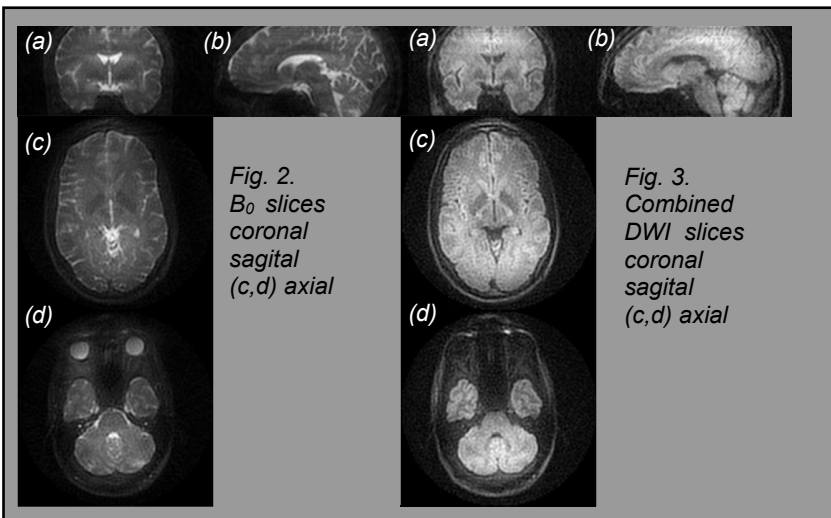 (a)
(b)
(a)
(b)
(c)
Fig. 2.
B0 slices
coronal
sagital
(c,d) axial
(d)
(c)
Fig. 3.
Combined
DWI slices
coronal
sagital
(c,d) axial
(d)